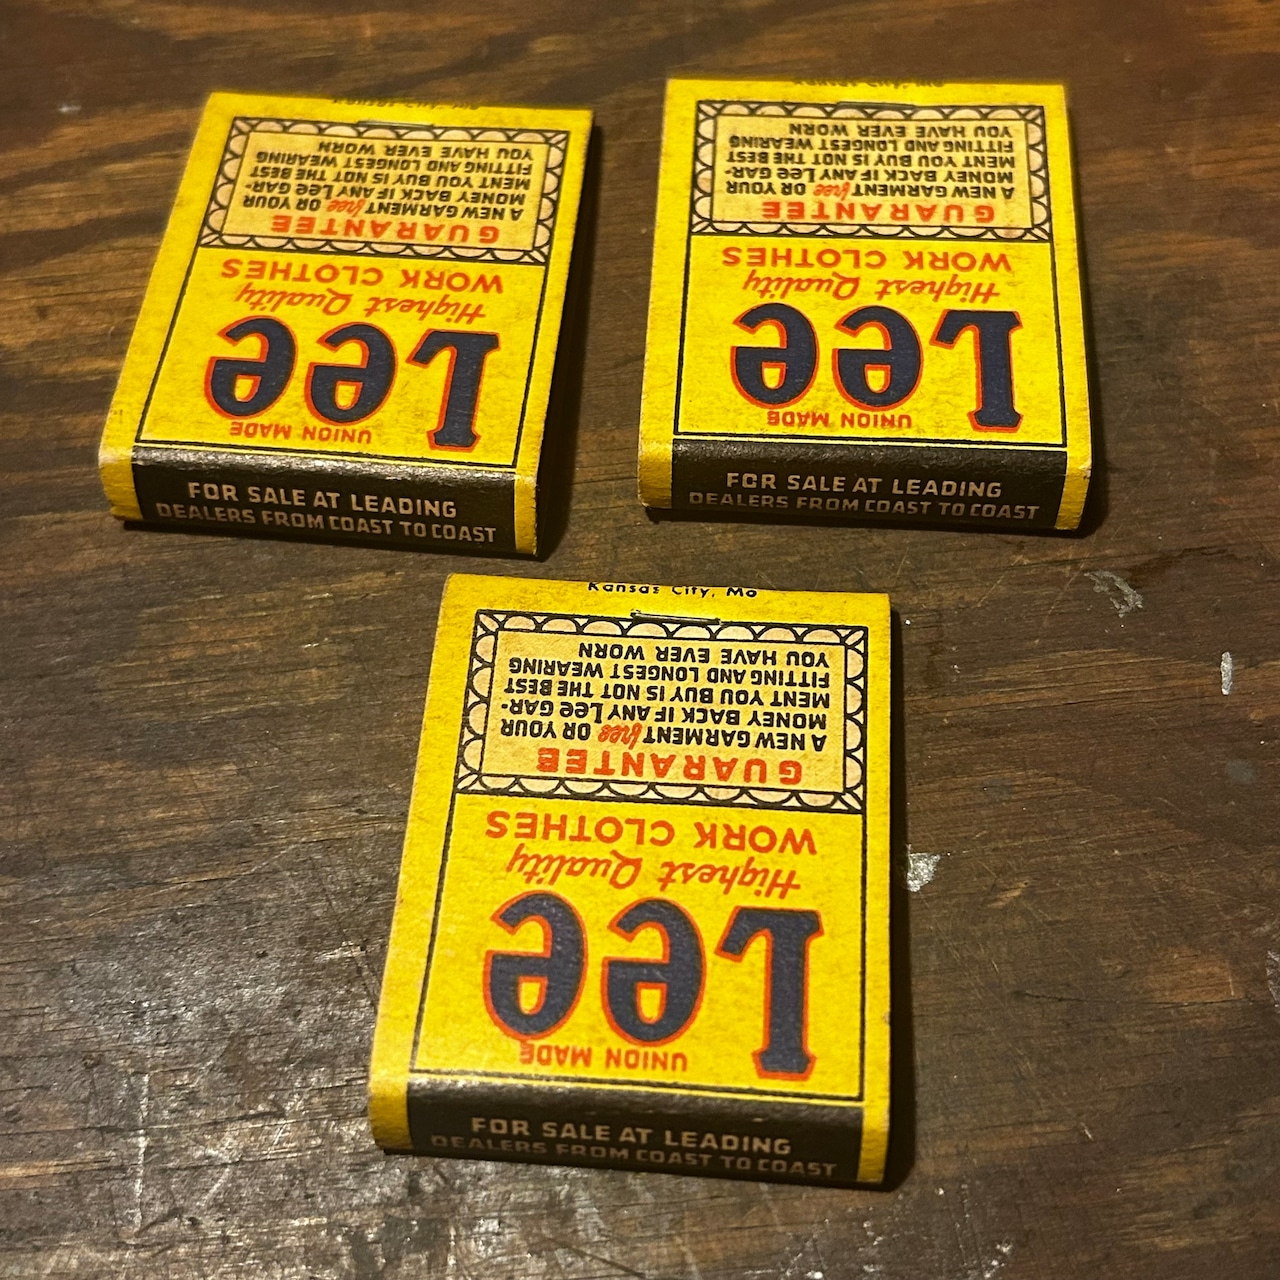 UNION MADE
Lee
Highest Quality
WORK CLOTHES
GUARANTEE
A NEW GARMENT free OR YOUR
MONEY BACK IF ANY Lee GAR-
MENT YOU BUY IS NOT THE BEST
FITTING AND LONGEST WEARING
YOU HAVE EVER WORN
Kansas City, Mo
FOR SALE AT LEADING
DEALERS FROM COAST TO COAST
UNION MADE
Lee
Highest Quality
WORK CLOTHES
GUARANTEE
A NEW GARMENT free OR YOUR
MONEY BACK IF ANY Lee GAR-
MENT YOU BUY IS NOT THE BEST
FITTING AND LONGEST WEARING
YOU HAVE EVER WORN
Kansas City, Mo
FOR SALE AT LEADING
DEALERS FROM COAST TO COAST
UNION MADE
Lee
Highest Quality
WORK CLOTHES
GUARANTEE
A NEW GARMENT free OR YOUR
MONEY BACK IF ANY Lee GAR-
MENT YOU BUY IS NOT THE BEST
FITTING AND LONGEST WEARING
YOU HAVE EVER WORN
Kansas City, Mo
FOR SALE AT LEADING
DEALERS FROM COAST TO COAST